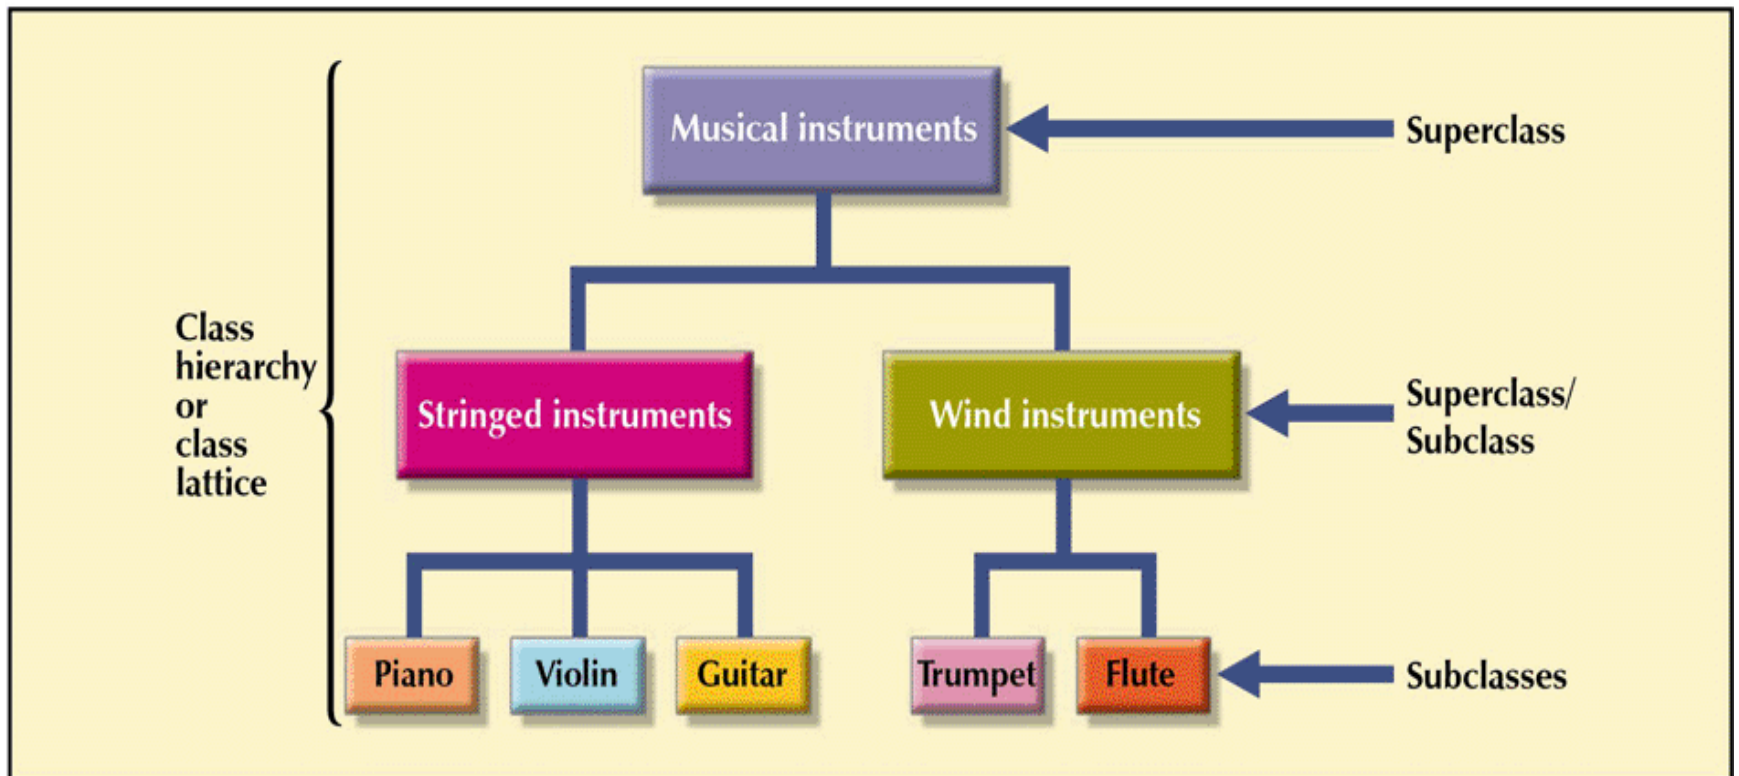 Musical instruments
Superclass
Class
hierarchy
or
class
lattice
Stringed instruments
Wind instruments
Superclass/
Subclass
Piano
Violin
Guitar
Trumpet
Flute
Subclasses